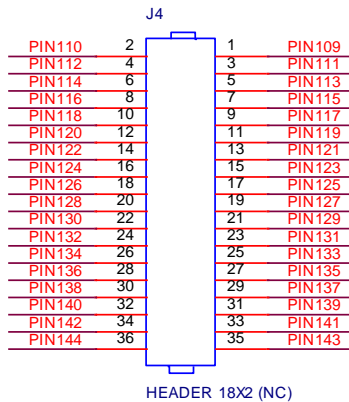 J4
PIN110 2 1 PIN109
PIN112 4 3 PIN111
PIN114 6 5 PIN113
PIN116 8 7 PIN115
PIN118 10 9 PIN117
PIN120 12 11 PIN119
PIN122 14 13 PIN121
PIN124 16 15 PIN123
PIN126 18 17 PIN125
PIN128 20 19 PIN127
PIN130 22 21 PIN129
PIN132 24 23 PIN131
PIN134 26 25 PIN133
PIN136 28 27 PIN135
PIN138 30 29 PIN137
PIN140 32 31 PIN139
PIN142 34 33 PIN141
PIN144 36 35 PIN143
HEADER 18X2 (NC)